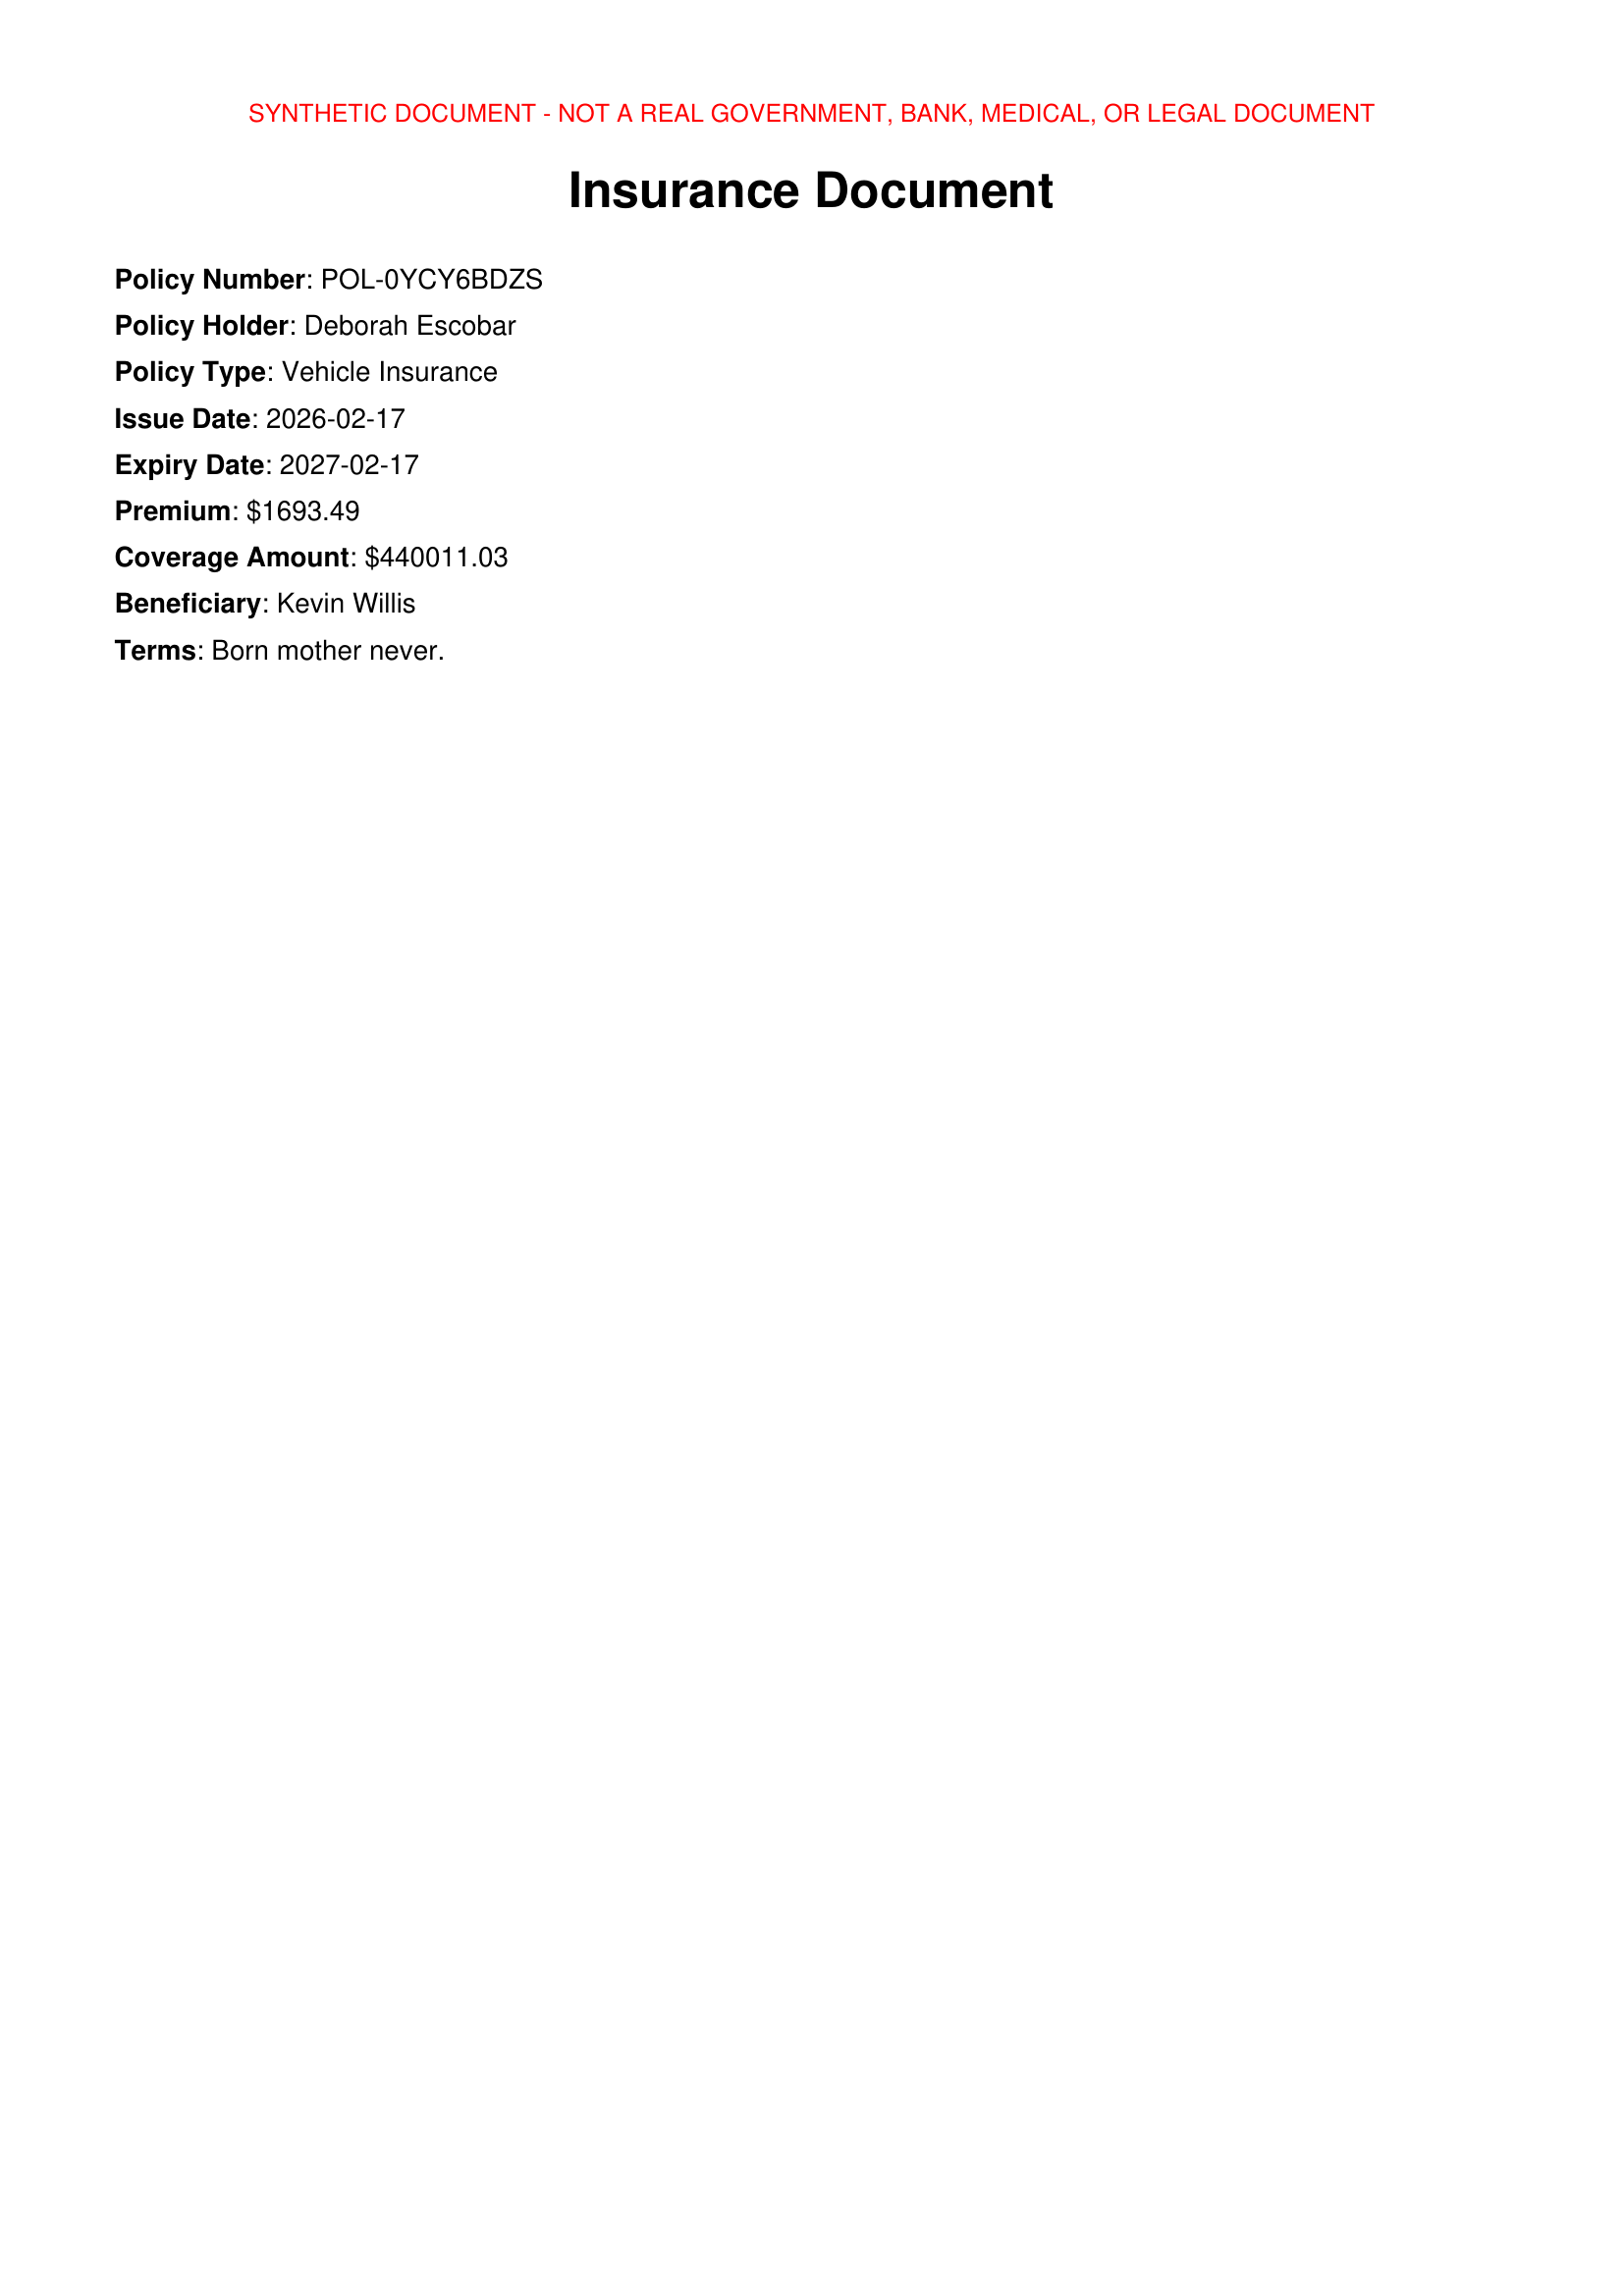 SYNTHETIC DOCUMENT - NOT A REAL GOVERNMENT, BANK, MEDICAL, OR LEGAL DOCUMENT
Insurance Document
Policy Number: POL-0YCY6BDZS
Policy Holder: Deborah Escobar
Policy Type: Vehicle Insurance
Issue Date: 2026-02-17
Expiry Date: 2027-02-17
Premium: $1693.49
Coverage Amount: $440011.03
Beneficiary: Kevin Willis
Terms: Born mother never.